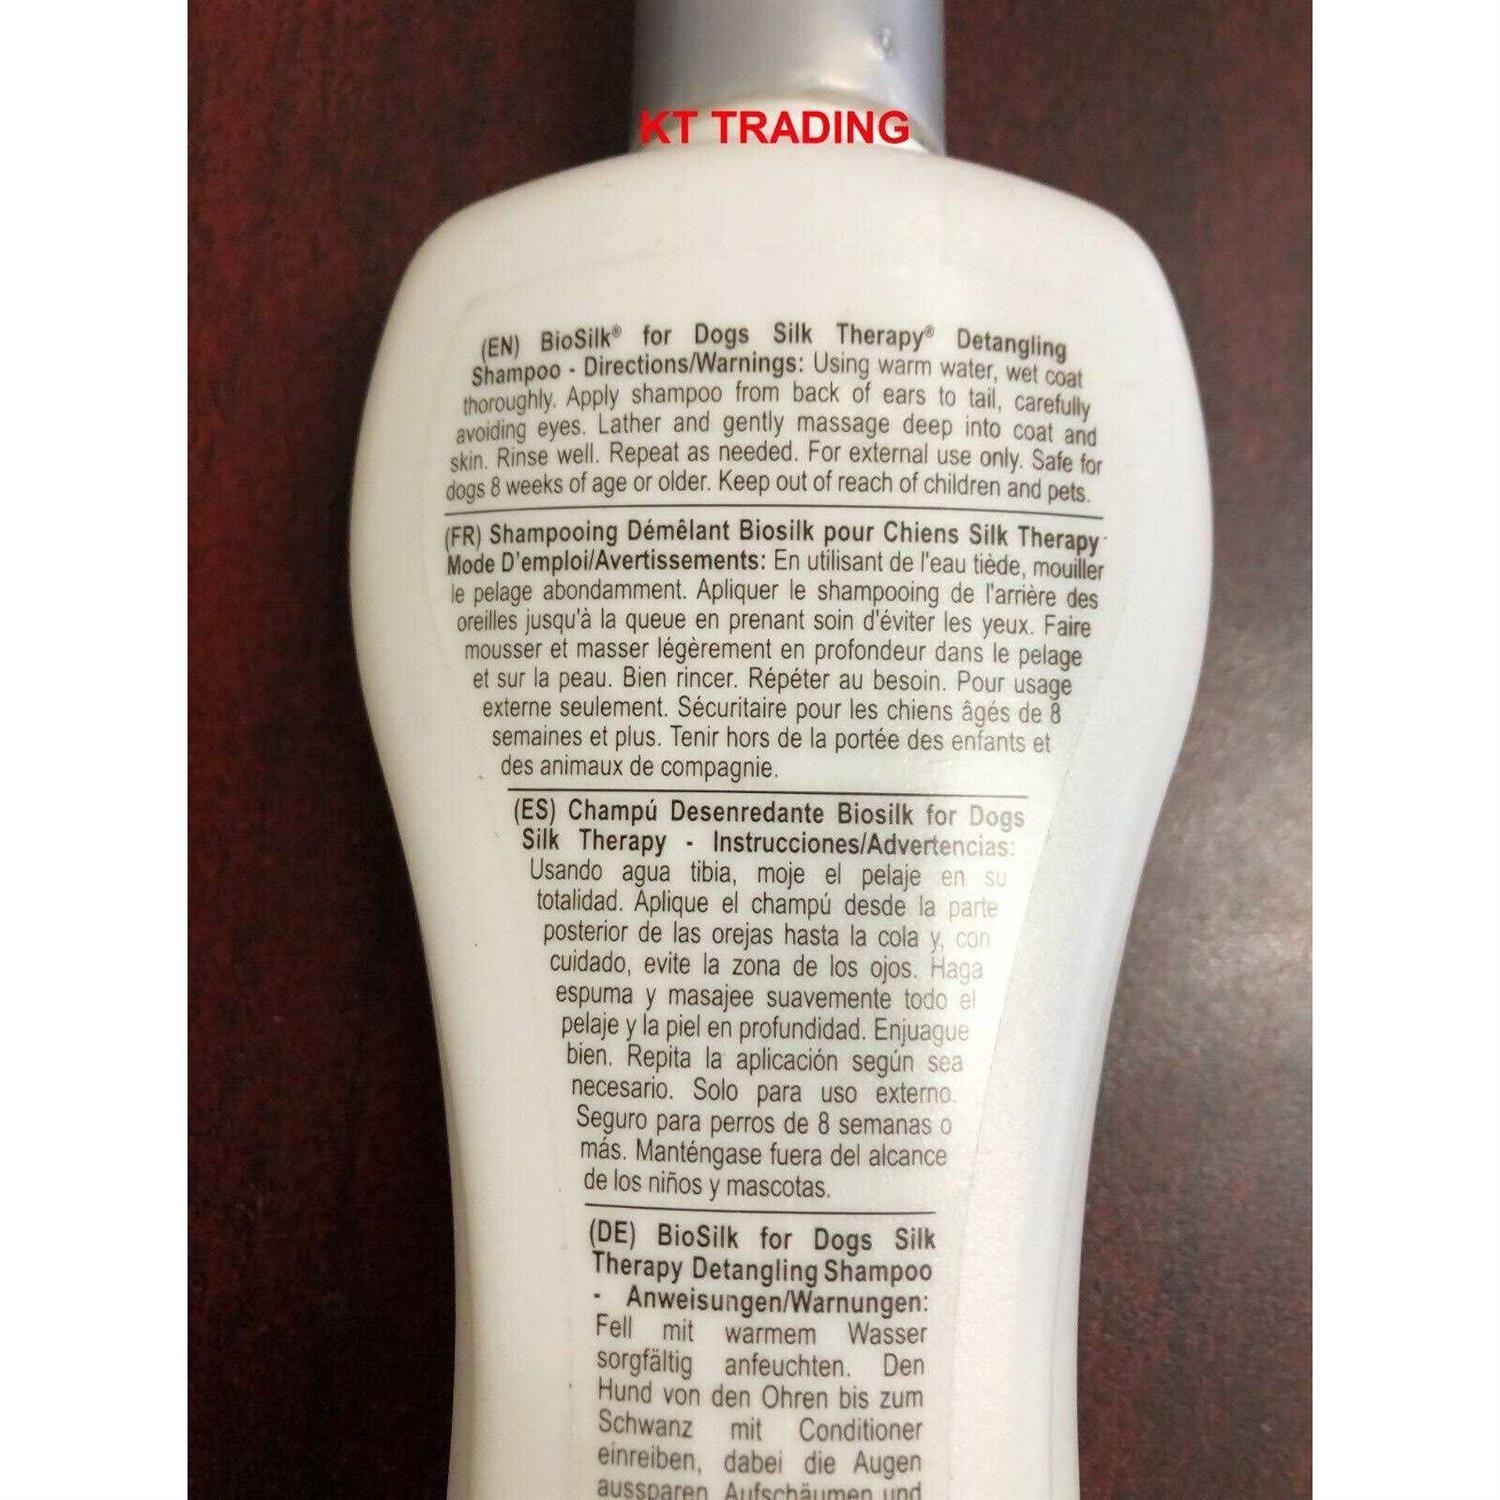 KT TRADING
(EN) BioSilk® for Dogs Silk Therapy® Detangling
Shampoo - Directions/Warnings: Using warm water, wet coat
thoroughly. Apply shampoo from back of ears to tail, carefully
avoiding eyes. Lather and gently massage deep into coat and
skin. Rinse well. Repeat as needed. For external use only. Safe for
dogs 8 weeks of age or older. Keep out of reach of children and pets.
(FR) Shampooing Démêlant Biosilk pour Chiens Silk Therapy
Mode D'emploi/Avertissements: En utilisant de l'eau tiède, mouiller
le pelage abondamment. Apliquer le shampooing de l'arrière des
oreilles jusqu'à la queue en prenant soin d'éviter les yeux. Faire
mousser et masser légèrement en profondeur dans le pelage
et sur la peau. Bien rincer. Répéter au besoin. Pour usage
externe seulement. Sécuritaire pour les chiens âgés de 8
semaines et plus. Tenir hors de la portée des enfants et
des animaux de compagnie.
(ES) Champú Desenredante Biosilk for Dogs
Silk Therapy - Instrucciones/Advertencias:
Usando agua tibia, moje el pelaje en su
totalidad. Aplique el champú desde la parte
posterior de las orejas hasta la cola y, con
cuidado, evite la zona de los ojos. Haga
espuma y masajee suavemente todo el
pelaje y la piel en profundidad. Enjuague
bien. Repita la aplicación según sea
necesario. Solo para uso externo.
Seguro para perros de 8 semanas o
más. Manténgase fuera del alcance
de los niños y mascotas.
(DE) BioSilk for Dogs Silk
Therapy Detangling Shampoo
- Anweisungen/Warnungen:
Fell mit warmem Wasser
sorgfältig anfeuchten. Den
Hund von den Ohren bis zum
Schwanz mit Conditioner
einreiben, dabei die Augen
aussparen Aufschäumen und